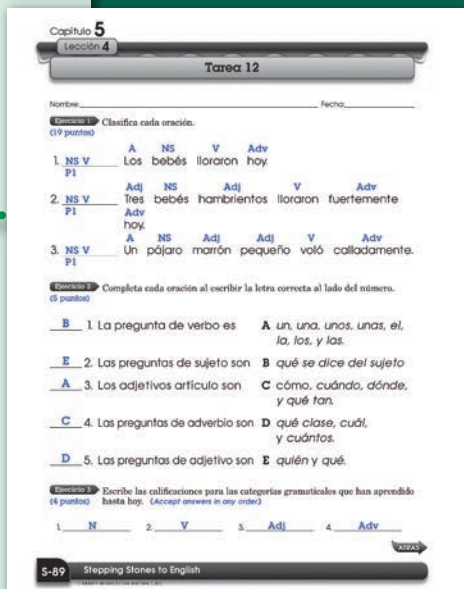 Capítulo 5
Lección 4
Tarea 12
Nombre: Fecha:
Ejercicio 1 Clasifica cada oración.
(19 puntos)
A NS V Adv
1. NS V Los bebés lloraron hoy.
P1
Adj NS Adj V Adv
2. NS V Tres bebés hambrientos lloraron fuertemente
P1 Adv
hoy.
A NS Adj Adj V Adv
3. NS V Un pájaro marrón pequeño voló calladamente.
P1
Ejercicio 2 Completa cada oración al escribir la letra correcta al lado del número.
(5 puntos)
B 1. La pregunta de verbo es A un, una, unos, unas, el,
la, los, y las.
E 2. Las preguntas de sujeto son B qué se dice del sujeto
A 3. Los adjetivos artículo son C cómo, cuándo, dónde,
y qué tan.
C 4. Las preguntas de adverbio son D qué clase, cuál,
y cuántos.
D 5. Las preguntas de adjetivo son E quién y qué.
Ejercicio 3 Escribe las calificaciones para las categorías gramaticales que han aprendido
(4 puntos) hasta hoy. (Accept answers in any order.)
1. N 2. V 3. Adj 4. Adv
ATRÁS
S-89 Stepping Stones to English